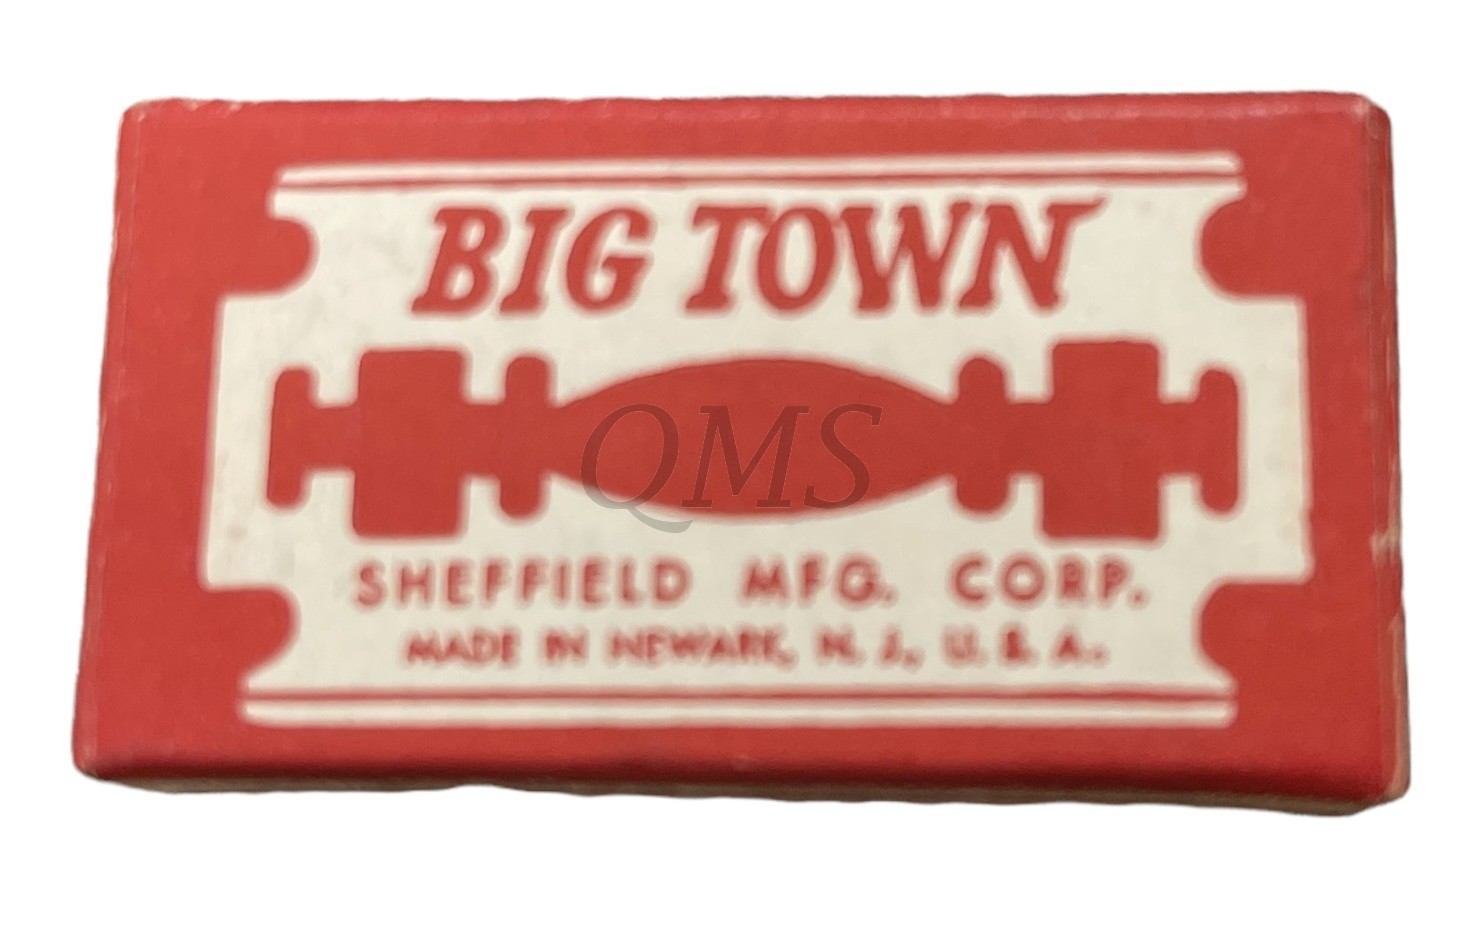 BIG TOWN
QMS
SHEFFIELD MFG. CORP.
MADE IN NEWARK, N. J., U. S. A.